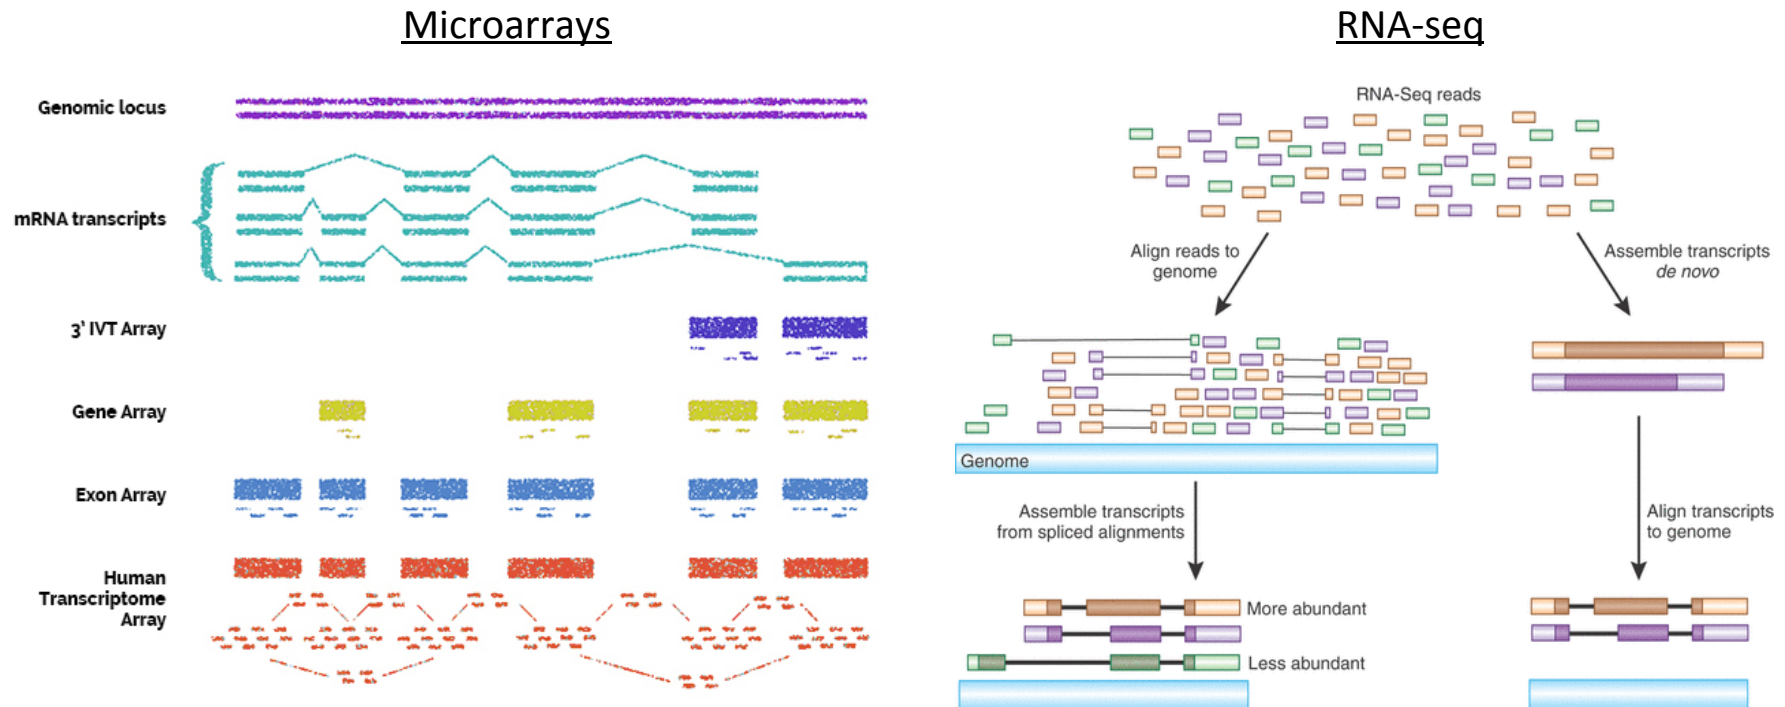 Microarrays
Genomic locus
mRNA transcripts
3' IVT Array
Gene Array
Exon Array
Human
Transcriptome
Array
RNA-seq
RNA-Seq reads
Align reads to
genome
Assemble transcripts
de novo
Genome
Assemble transcripts
from spliced alignments
Align transcripts
to genome
More abundant
Less abundant